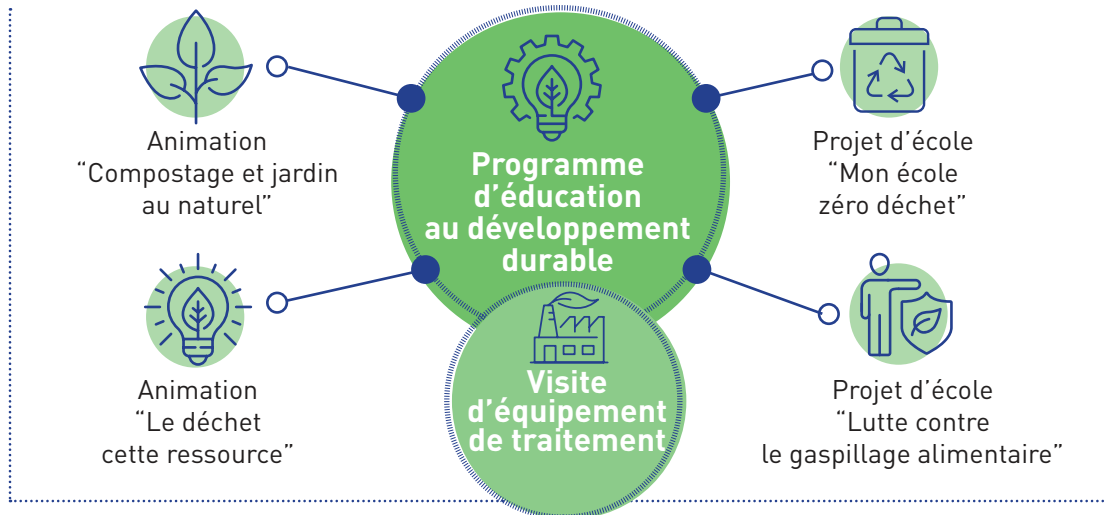 Animation
“Compostage et jardin
au naturel”
Programme
d’éducation
au développement
durable
Projet d’école
“Mon école
zéro déchet”
Animation
“Le déchet
cette ressource”
Visite
d’équipement
de traitement
Projet d’école
“Lutte contre
le gaspillage alimentaire”